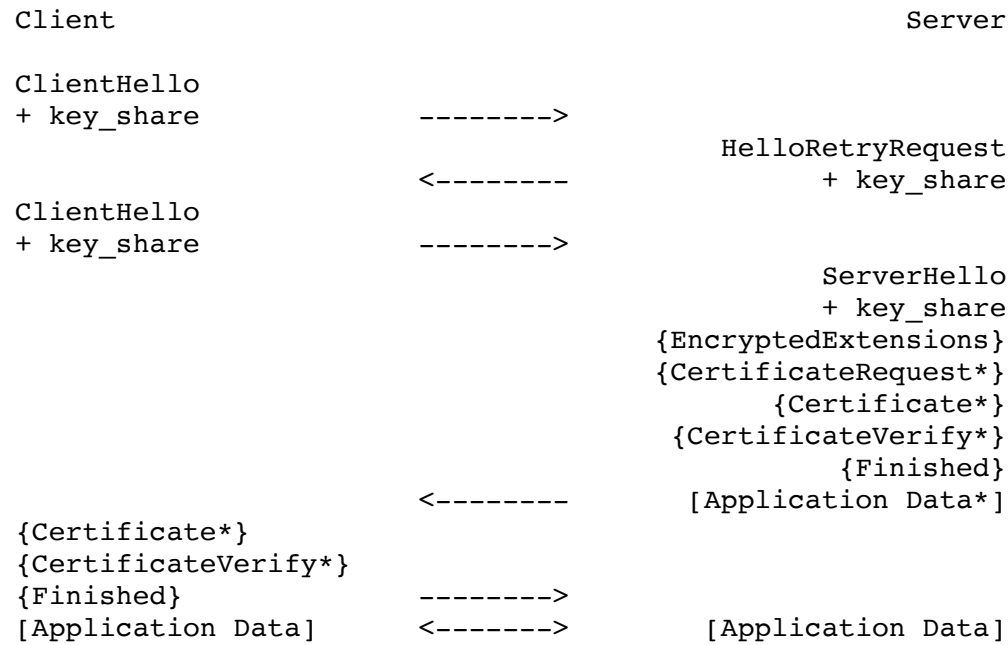 Client Server
ClientHello
+ key_share -------->
HelloRetryRequest
<-------- + key_share
ClientHello
+ key_share -------->
ServerHello
+ key_share
{EncryptedExtensions}
{CertificateRequest*}
{Certificate*}
{CertificateVerify*}
{Finished}
<-------- [Application Data*]
{Certificate*}
{CertificateVerify*}
{Finished} -------->
[Application Data] <-------> [Application Data]